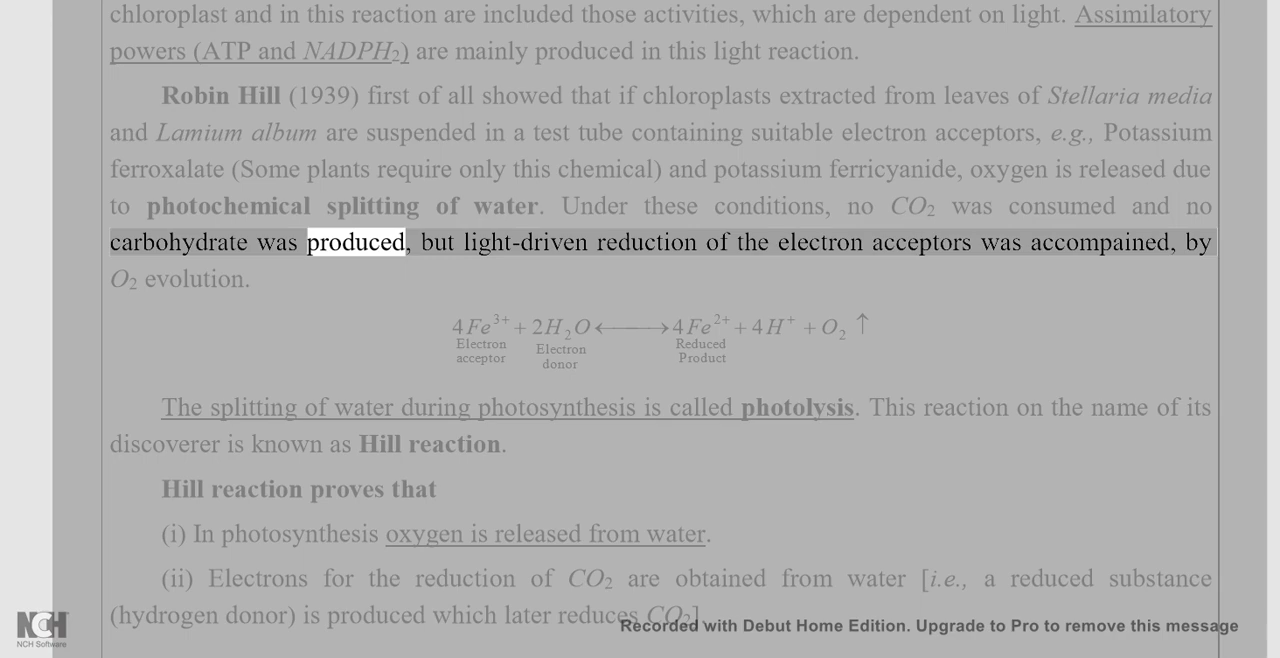 chloroplast and in this reaction are included those activities, which are dependent on light. Assimilatory
powers (ATP and NADPH₂) are mainly produced in this light reaction.
Robin Hill (1939) first of all showed that if chloroplasts extracted from leaves of Stellaria media
and Lamium album are suspended in a test tube containing suitable electron acceptors, e.g., Potassium
ferroxalate (Some plants require only this chemical) and potassium ferricyanide, oxygen is released due
to photochemical splitting of water. Under these conditions, no CO₂ was consumed and no
carbohydrate was produced, but light-driven reduction of the electron acceptors was accompained, by
O₂ evolution.
4Fe³⁺ + 2H₂O ⟷ 4Fe²⁺ + 4H⁺ + O₂ ↑
Electron acceptor Electron donor Reduced Product
The splitting of water during photosynthesis is called photolysis. This reaction on the name of its
discoverer is known as Hill reaction.
Hill reaction proves that
(i) In photosynthesis oxygen is released from water.
(ii) Electrons for the reduction of CO₂ are obtained from water [i.e., a reduced substance
(hydrogen donor) is produced which later reduces CO₂].
NCH
NCH Software
Recorded with Debut Home Edition. Upgrade to Pro to remove this message